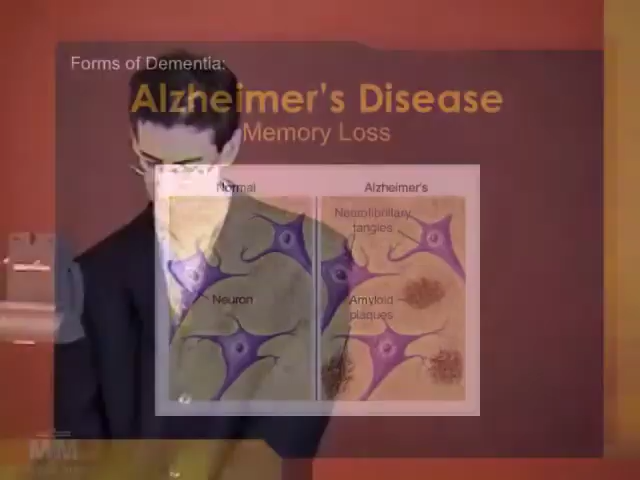 Forms of Dementia:
Alzheimer's Disease
Memory Loss
Normal
Alzheimer's
Neurofibrillary
tangles
Neuron
Amyloid
plaques